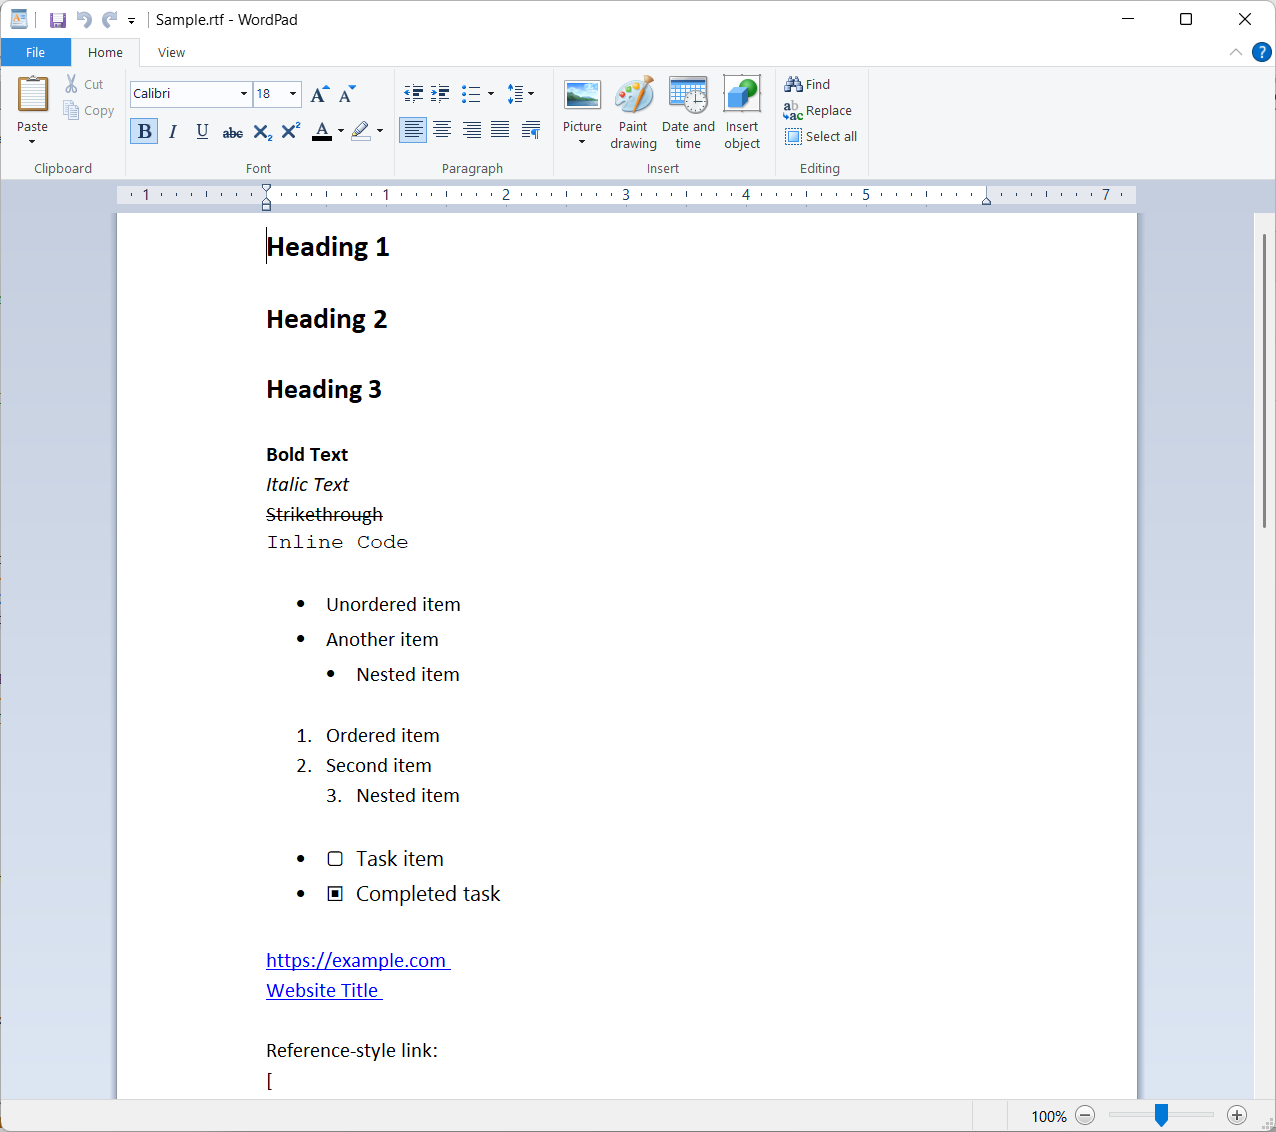 Sample.rtf - WordPad
File Home View
Paste
Cut
Copy
Clipboard
Calibri 18
B I U abc X₂ X² A
Font
Paragraph
Picture
Paint drawing
Date and time
Insert object
Insert
Find
Replace
Select all
Editing
1 1 2 3 4 5 7
Heading 1
Heading 2
Heading 3
Bold Text
Italic Text
Strikethrough
Inline Code
• Unordered item
• Another item
• Nested item
1. Ordered item
2. Second item
3. Nested item
• ☐ Task item
• ▣ Completed task
https://example.com
Website Title
Reference-style link:
[
100%